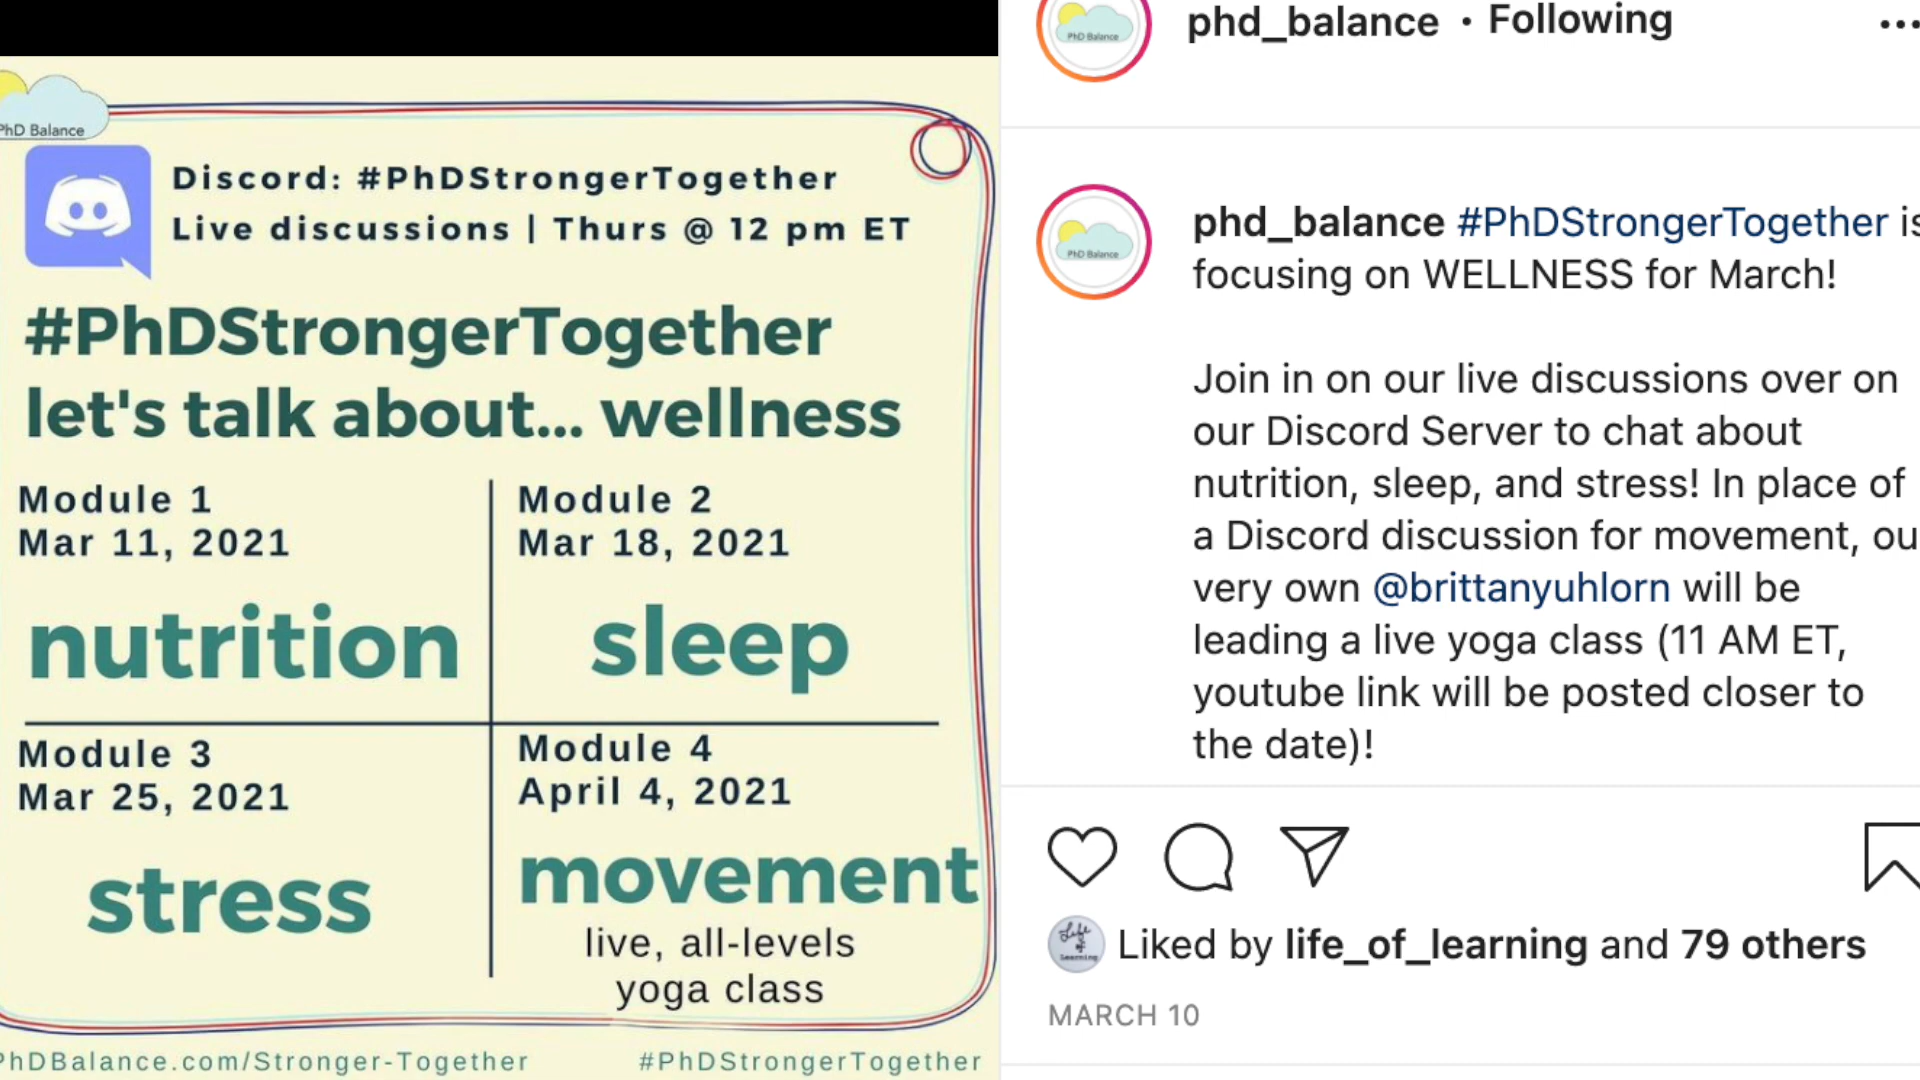 PhD Balance
Discord: #PhDStrongerTogether
Live discussions | Thurs @ 12 pm ET
#PhDStrongerTogether
let's talk about... wellness
Module 1
Mar 11, 2021
nutrition
Module 2
Mar 18, 2021
sleep
Module 3
Mar 25, 2021
stress
Module 4
April 4, 2021
movement
live, all-levels
yoga class
PhDBalance.com/Stronger-Together
#PhDStrongerTogether
PhD Balance
phd_balance • Following
PhD Balance
phd_balance #PhDStrongerTogether is
focusing on WELLNESS for March!
Join in on our live discussions over on
our Discord Server to chat about
nutrition, sleep, and stress! In place of
a Discord discussion for movement, ou
very own @brittanyuhlorn will be
leading a live yoga class (11 AM ET,
youtube link will be posted closer to
the date)!
Life
of
Learning
Liked by life_of_learning and 79 others
MARCH 10